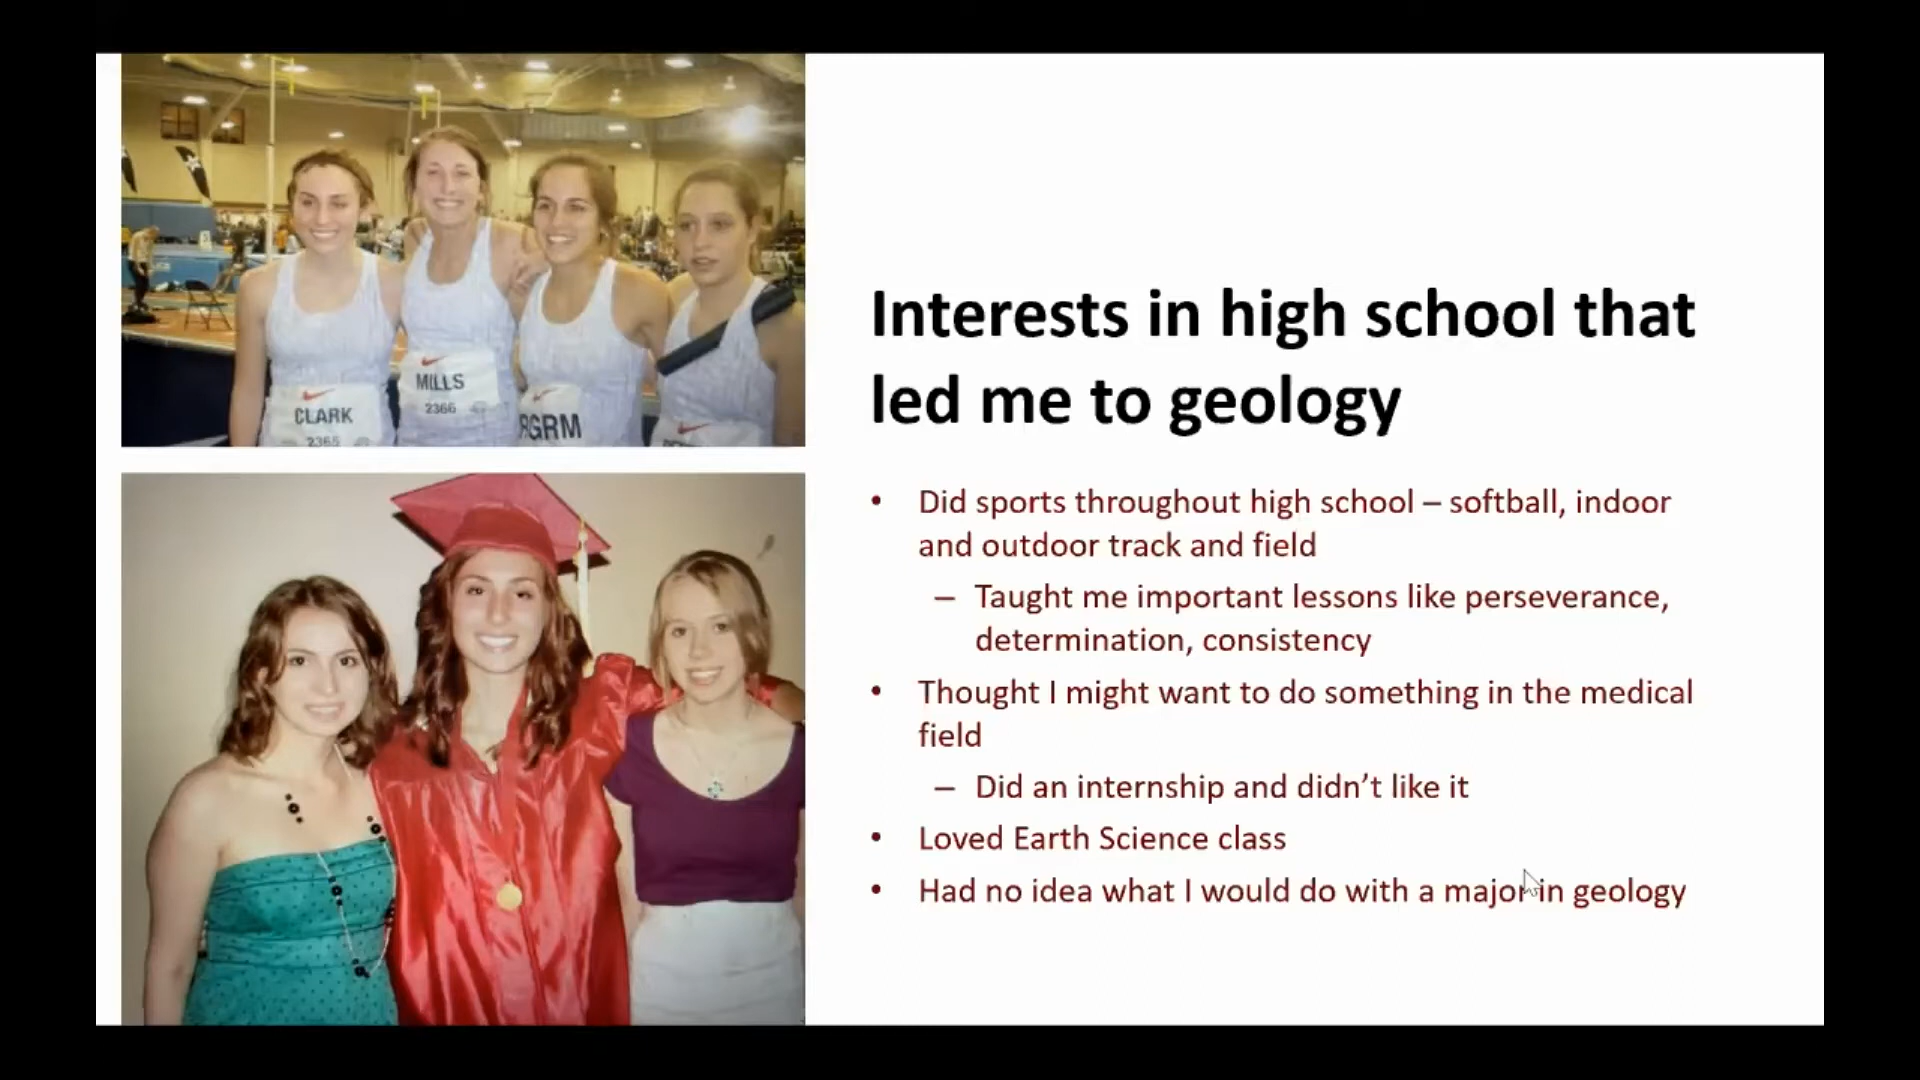 CLARK
2365
MILLS
2366
Interests in high school that
led me to geology
• Did sports throughout high school – softball, indoor
and outdoor track and field
– Taught me important lessons like perseverance,
determination, consistency
• Thought I might want to do something in the medical
field
– Did an internship and didn’t like it
• Loved Earth Science class
• Had no idea what I would do with a major in geology